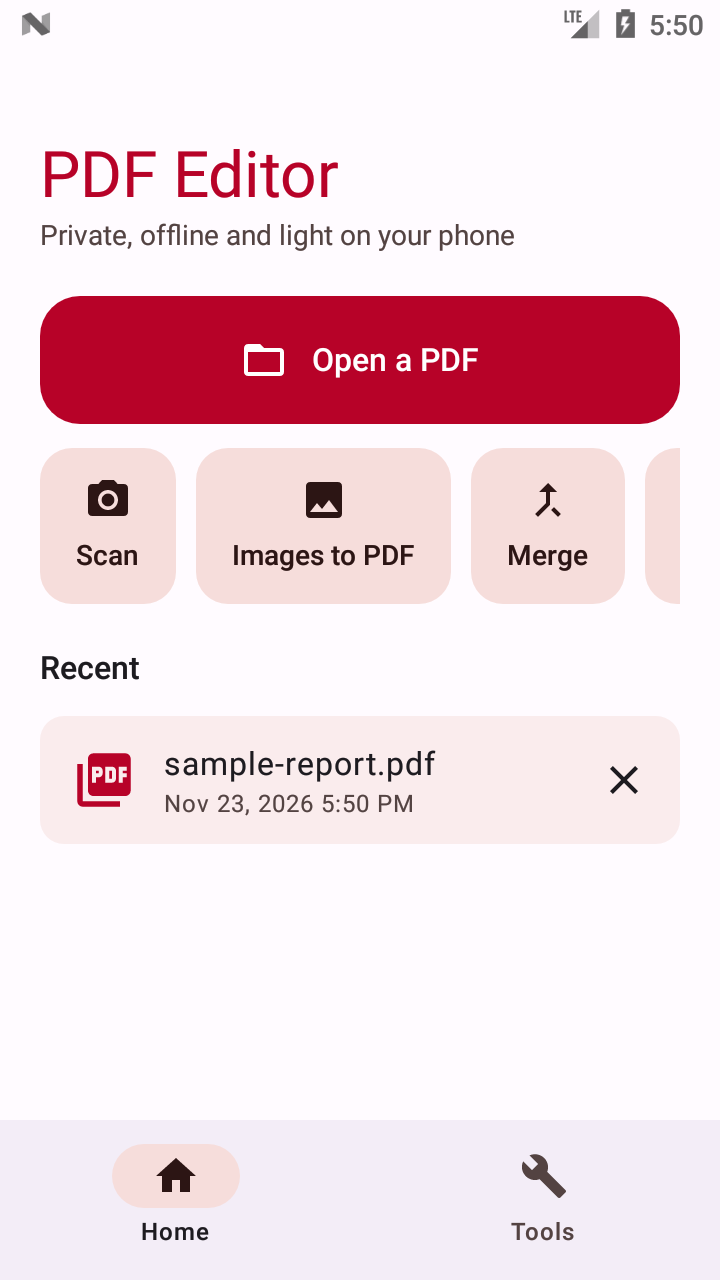 LTE 5:50
PDF Editor
Private, offline and light on your phone
Open a PDF
Scan
Images to PDF
Merge
Recent
PDF
sample-report.pdf
Nov 23, 2026 5:50 PM
Home
Tools